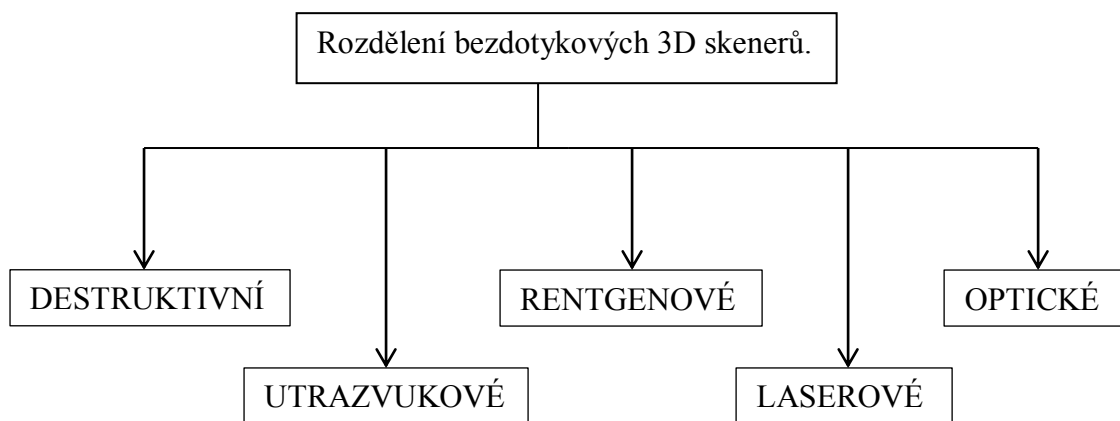 Rozdělení bezdotykových 3D skenerů.
DESTRUKTIVNÍ
RENTGENOVÉ
OPTICKÉ
UTRAZVUKOVÉ
LASEROVÉ